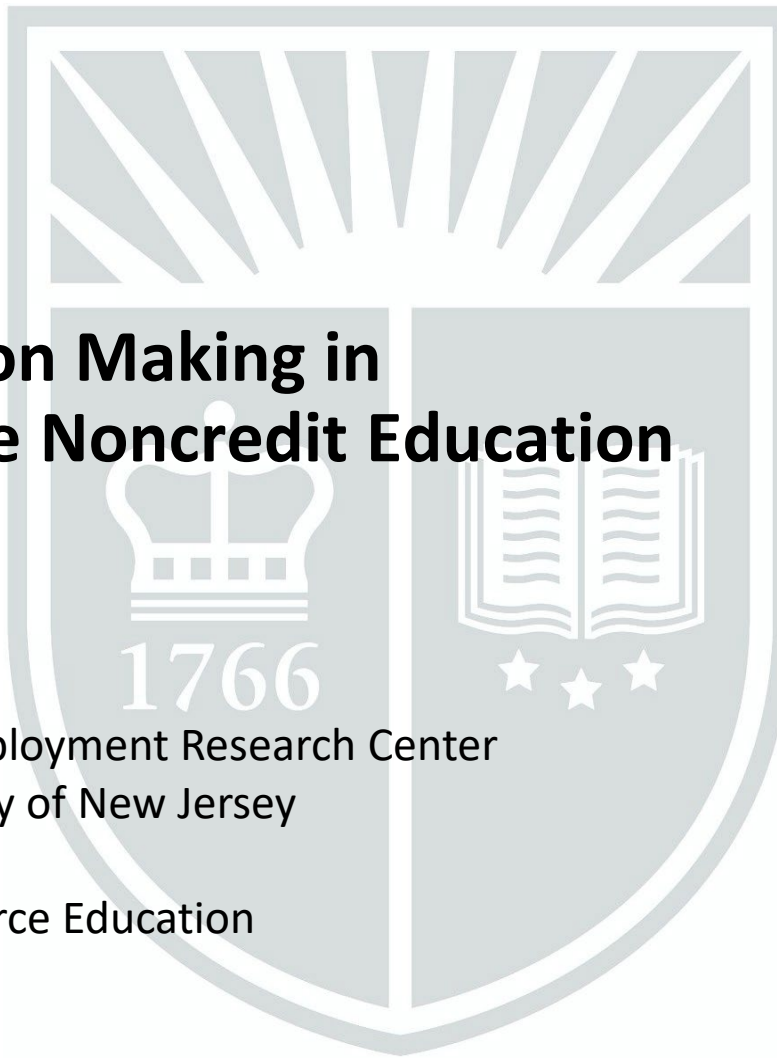 on Making in
e Noncredit Education
1766
ployment Research Center
y of New Jersey
rce Education